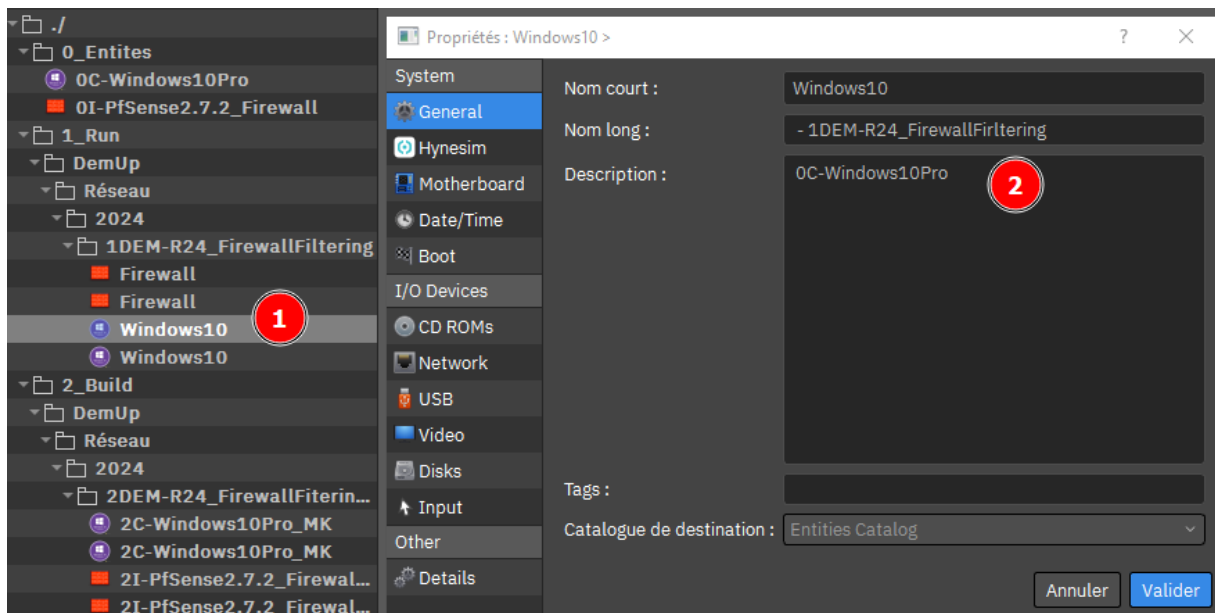 ./
0_Entites
0C-Windows10Pro
0I-PfSense2.7.2_Firewall
1_Run
DemUp
Réseau
2024
1DEM-R24_FirewallFiltering
Firewall
Firewall
Windows10
1
Windows10
2_Build
DemUp
Réseau
2024
2DEM-R24_FirewallFiterin...
2C-Windows10Pro_MK
2C-Windows10Pro_MK
2I-PfSense2.7.2_Firewal...
2I-PfSense2.7.2_Firewal...
Propriétés : Windows10 >
?
System
General
Hynesim
Motherboard
Date/Time
Boot
I/O Devices
CD ROMs
Network
USB
Video
Disks
Input
Other
Details
Nom court : Windows10
Nom long : - 1DEM-R24_FirewallFirltering
Description : 0C-Windows10Pro
2
Tags :
Catalogue de destination : Entities Catalog
Annuler Valider